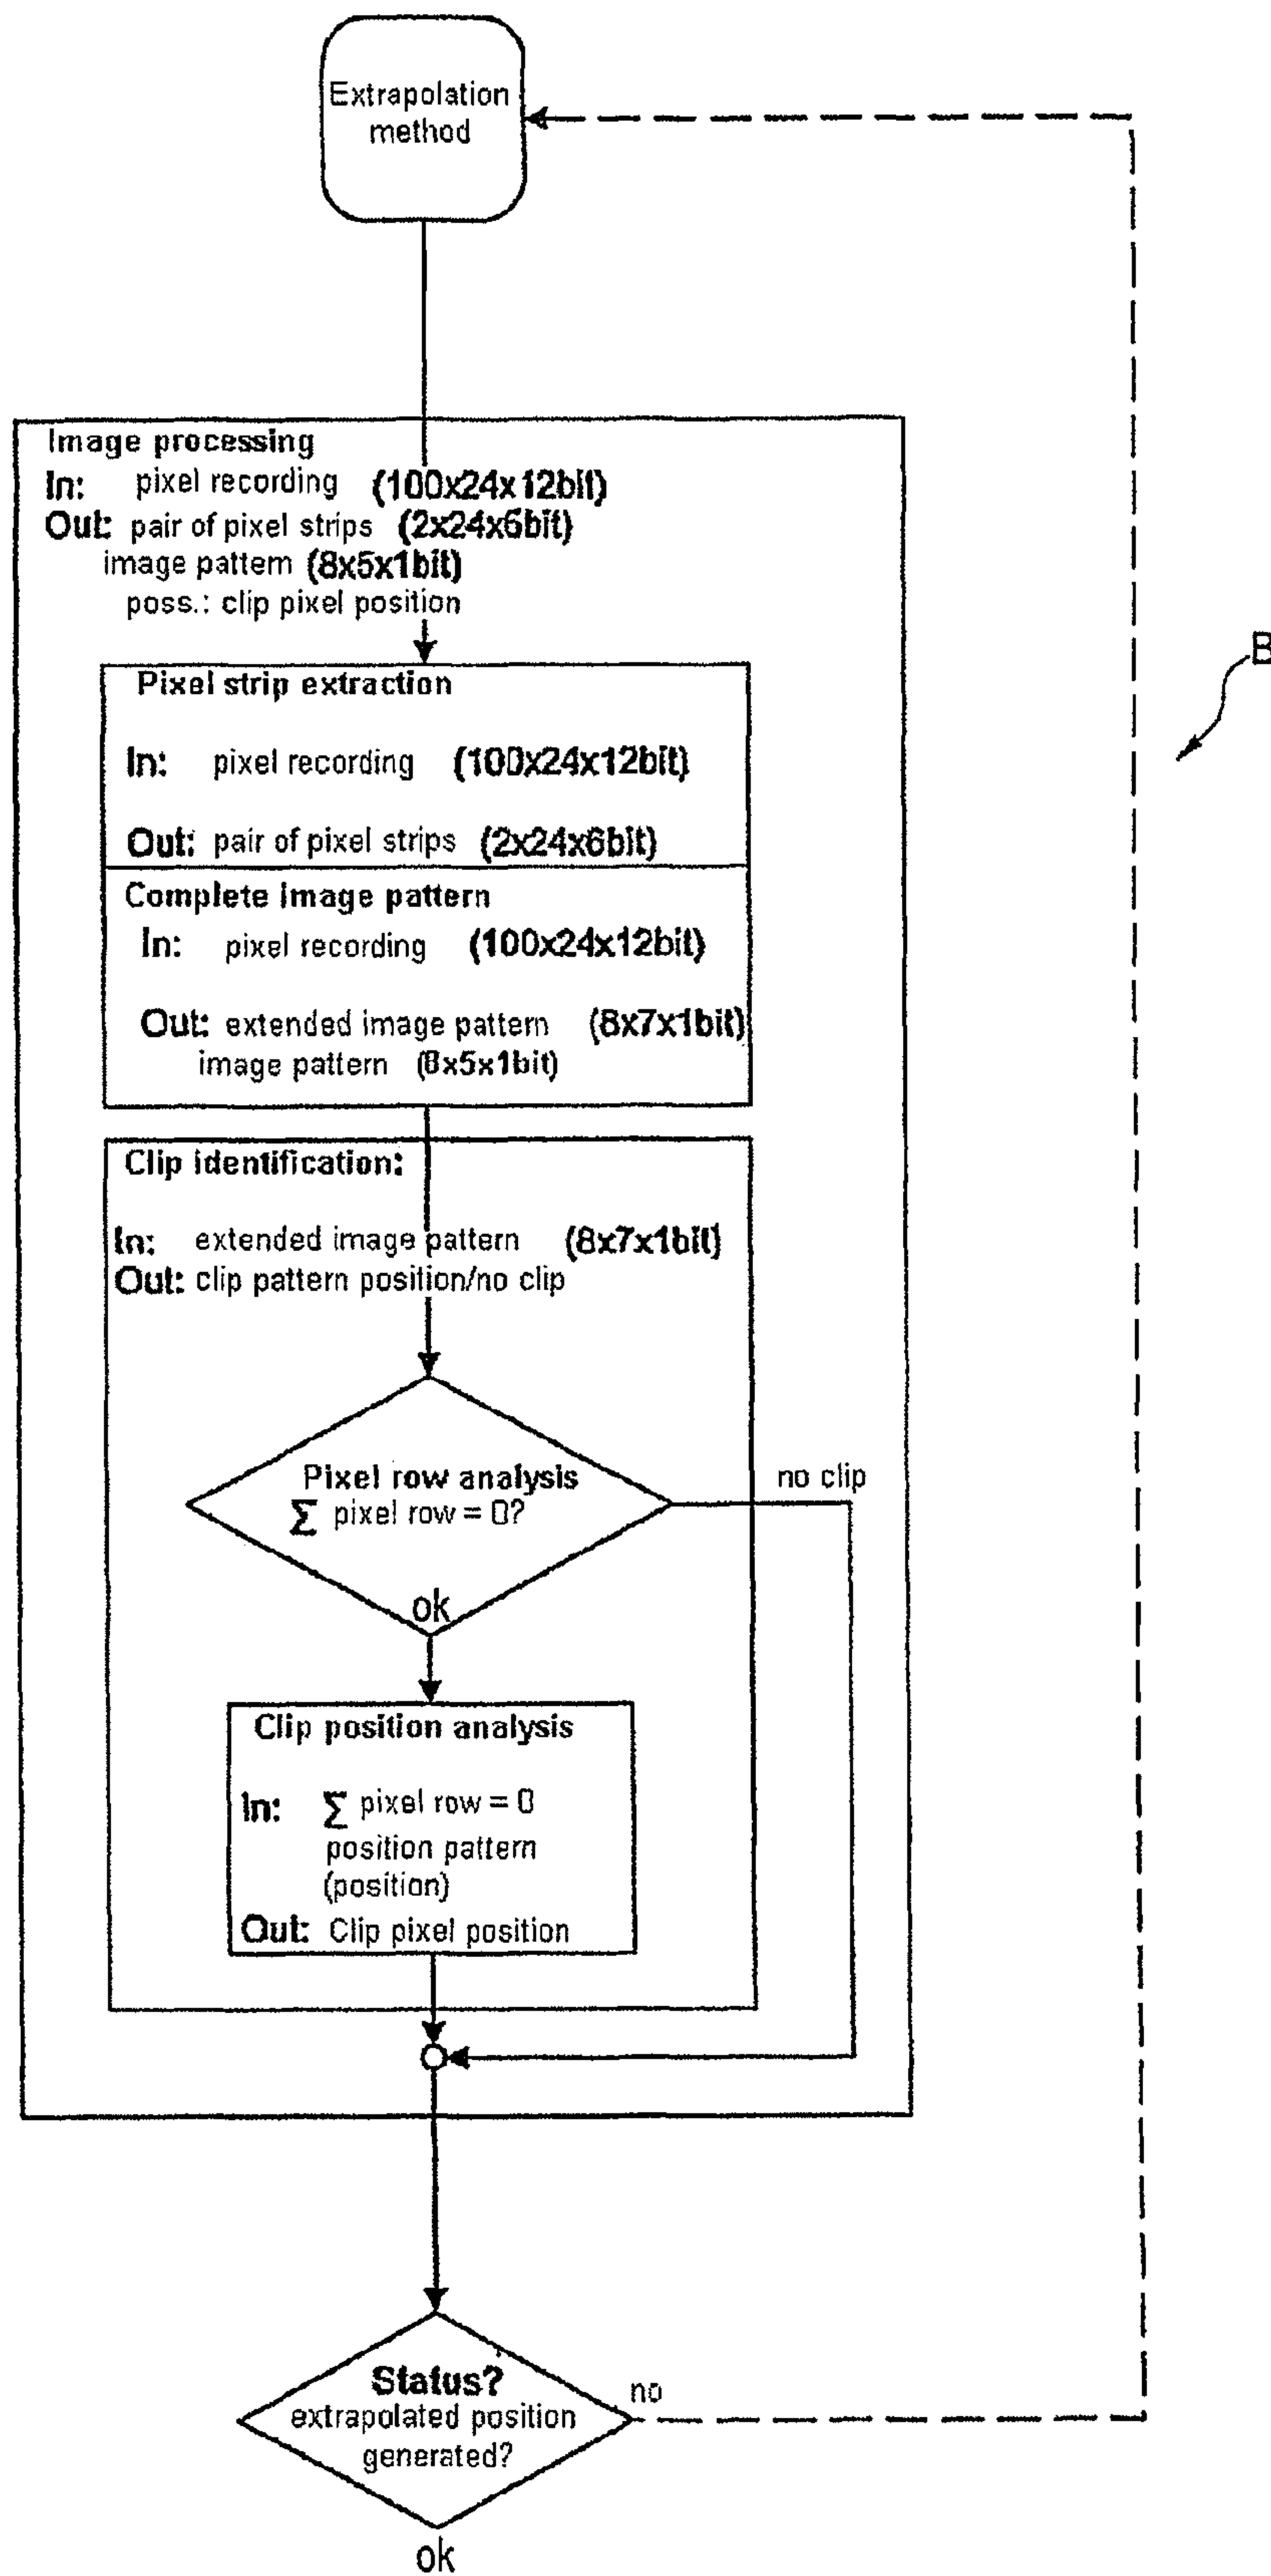 Extrapolation
method
Image processing
In: pixel recording (100x24x12bit)
Out: pair of pixel strips (2x24x6bit)
image pattern (8x5x1bit)
poss.: clip pixel position
B
Pixel strip extraction
In: pixel recording (100x24x12bit)
Out: pair of pixel strips (2x24x6bit)
Complete image pattern
In: pixel recording (100x24x12bit)
Out: extended image pattern (8x7x1bit)
image pattern (8x5x1bit)
Clip identification:
In: extended image pattern (8x7x1bit)
Out: clip pattern position/no clip
Pixel row analysis
∑ pixel row = 0?
no clip
ok
Clip position analysis
In: ∑ pixel row = 0
position pattern
(position)
Out: Clip pixel position
Status?
extrapolated position
generated?
no
ok